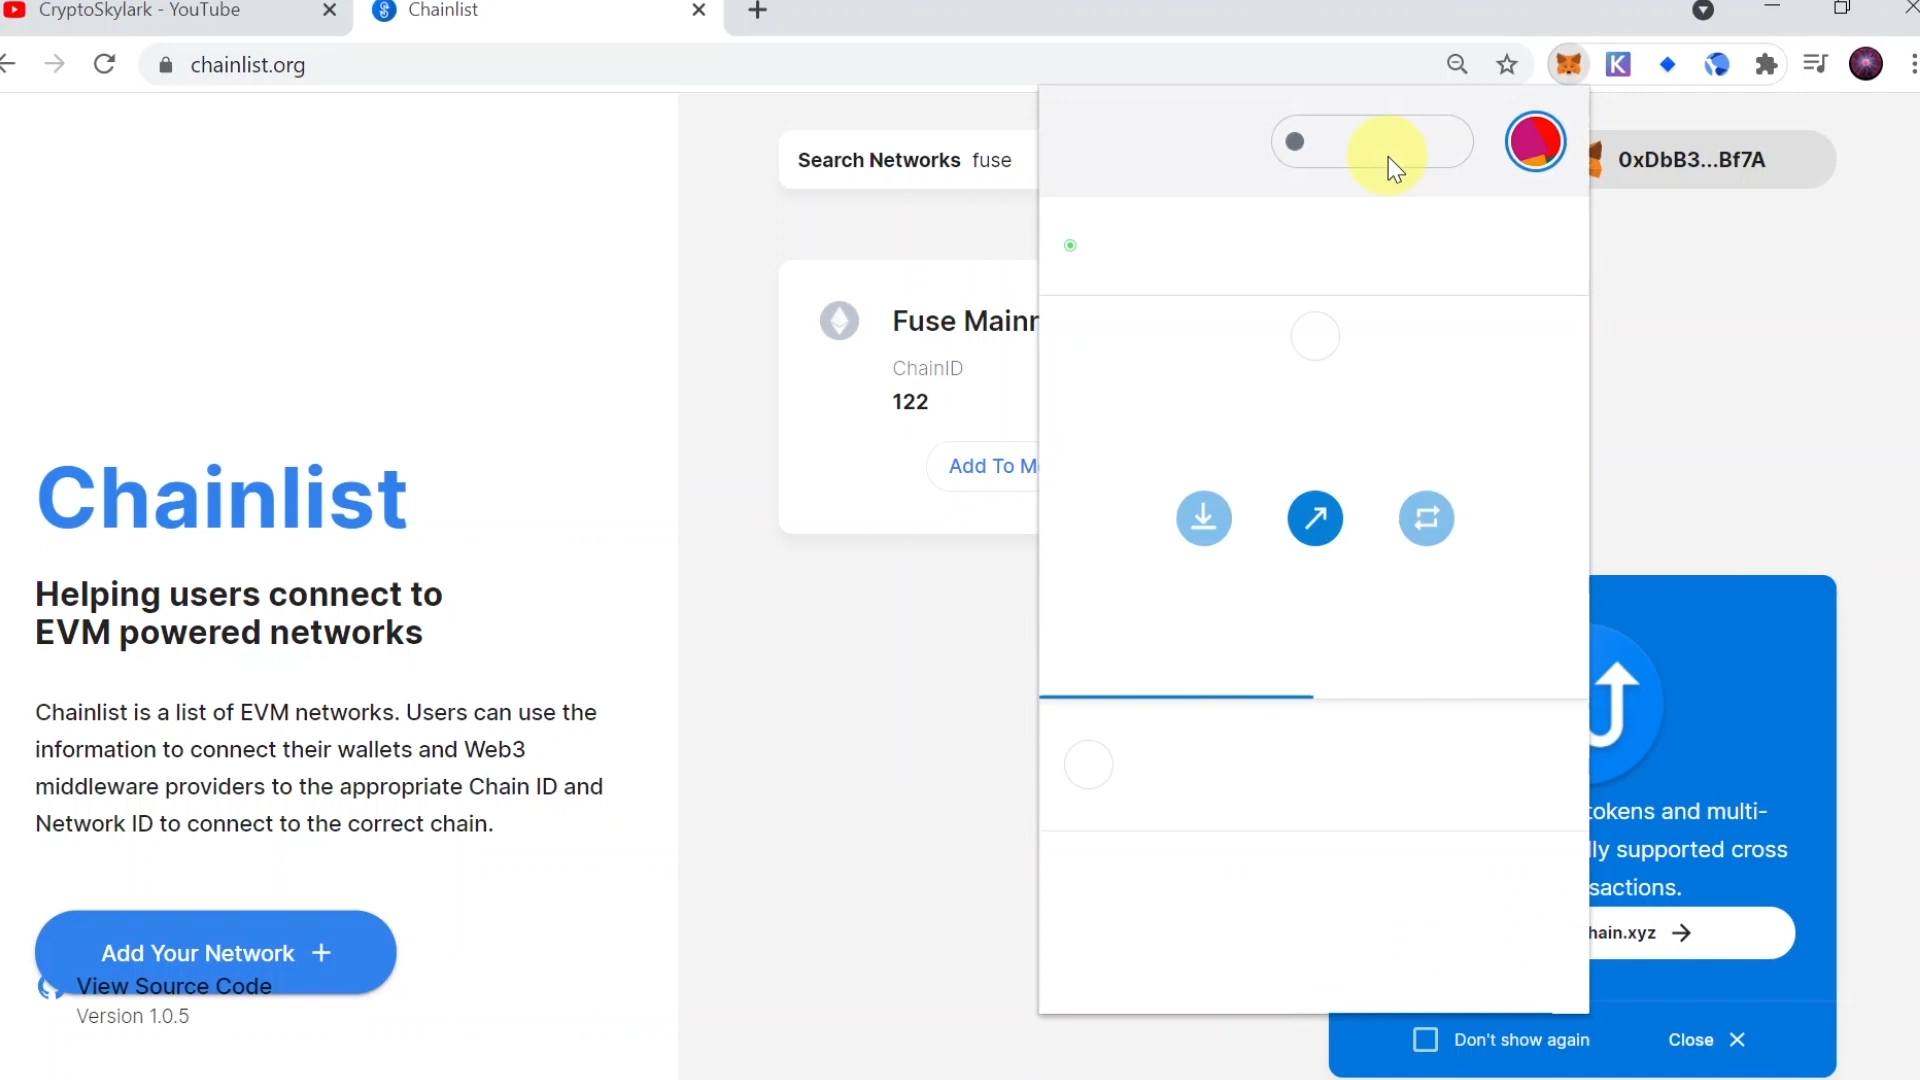 CryptoSkylark - YouTube
Chainlist
chainlist.org
K
Search Networks fuse
0xDbB3...Bf7A
Fuse Mainn
ChainID
122
Add To Me
Chainlist
Helping users connect to
EVM powered networks
Chainlist is a list of EVM networks. Users can use the
information to connect their wallets and Web3
middleware providers to the appropriate Chain ID and
Network ID to connect to the correct chain.
Add Your Network +
View Source Code
Version 1.0.5
tokens and multi-
lly supported cross
sactions.
hain.xyz
Don't show again
Close